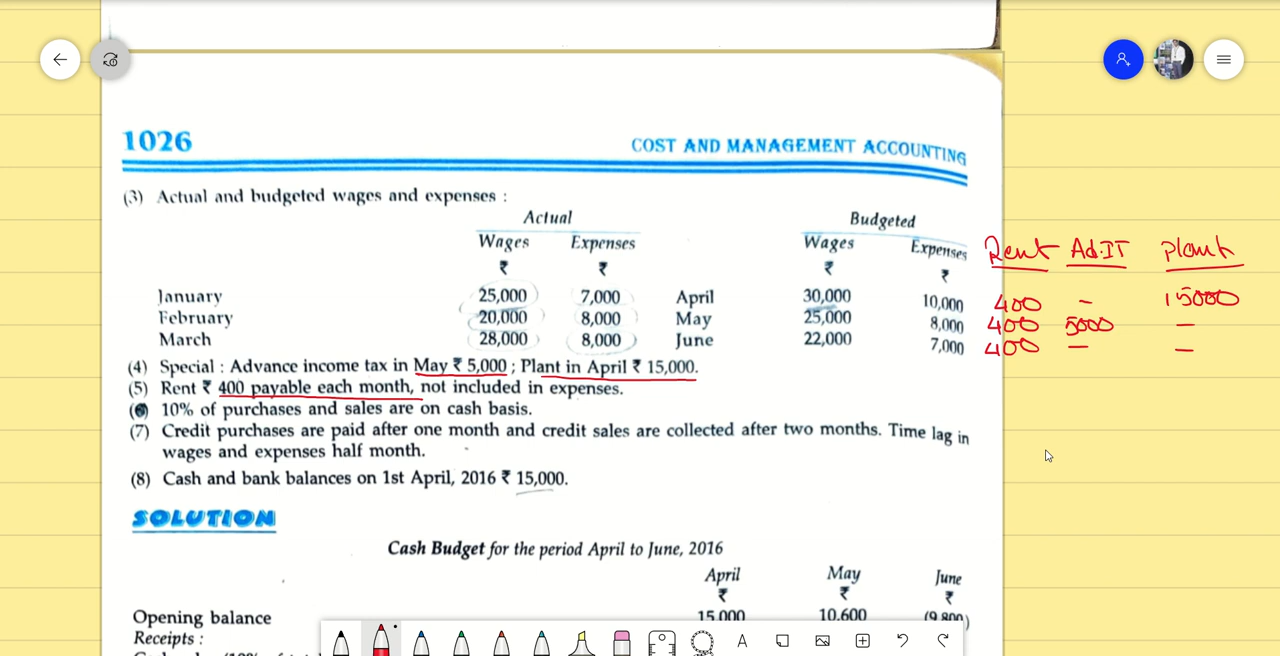 1026 COST AND MANAGEMENT ACCOUNTING
(3) Actual and budgeted wages and expenses :
Actual Budgeted
Wages Expenses Wages Expenses Rent Ad.IT Plant
₹ ₹ ₹ ₹
January 25,000 7,000 April 30,000 10,000 400 - 15000
February 20,000 8,000 May 25,000 8,000 400 5000 -
March 28,000 8,000 June 22,000 7,000 400 - -
(4) Special : Advance income tax in May ₹ 5,000 ; Plant in April ₹ 15,000.
(5) Rent ₹ 400 payable each month, not included in expenses.
(6) 10% of purchases and sales are on cash basis.
(7) Credit purchases are paid after one month and credit sales are collected after two months. Time lag in
wages and expenses half month.
(8) Cash and bank balances on 1st April, 2016 ₹ 15,000.
SOLUTION
Cash Budget for the period April to June, 2016
April May June
₹ ₹ ₹
Opening balance 15,000 10,600 (9,800)
Receipts :
A